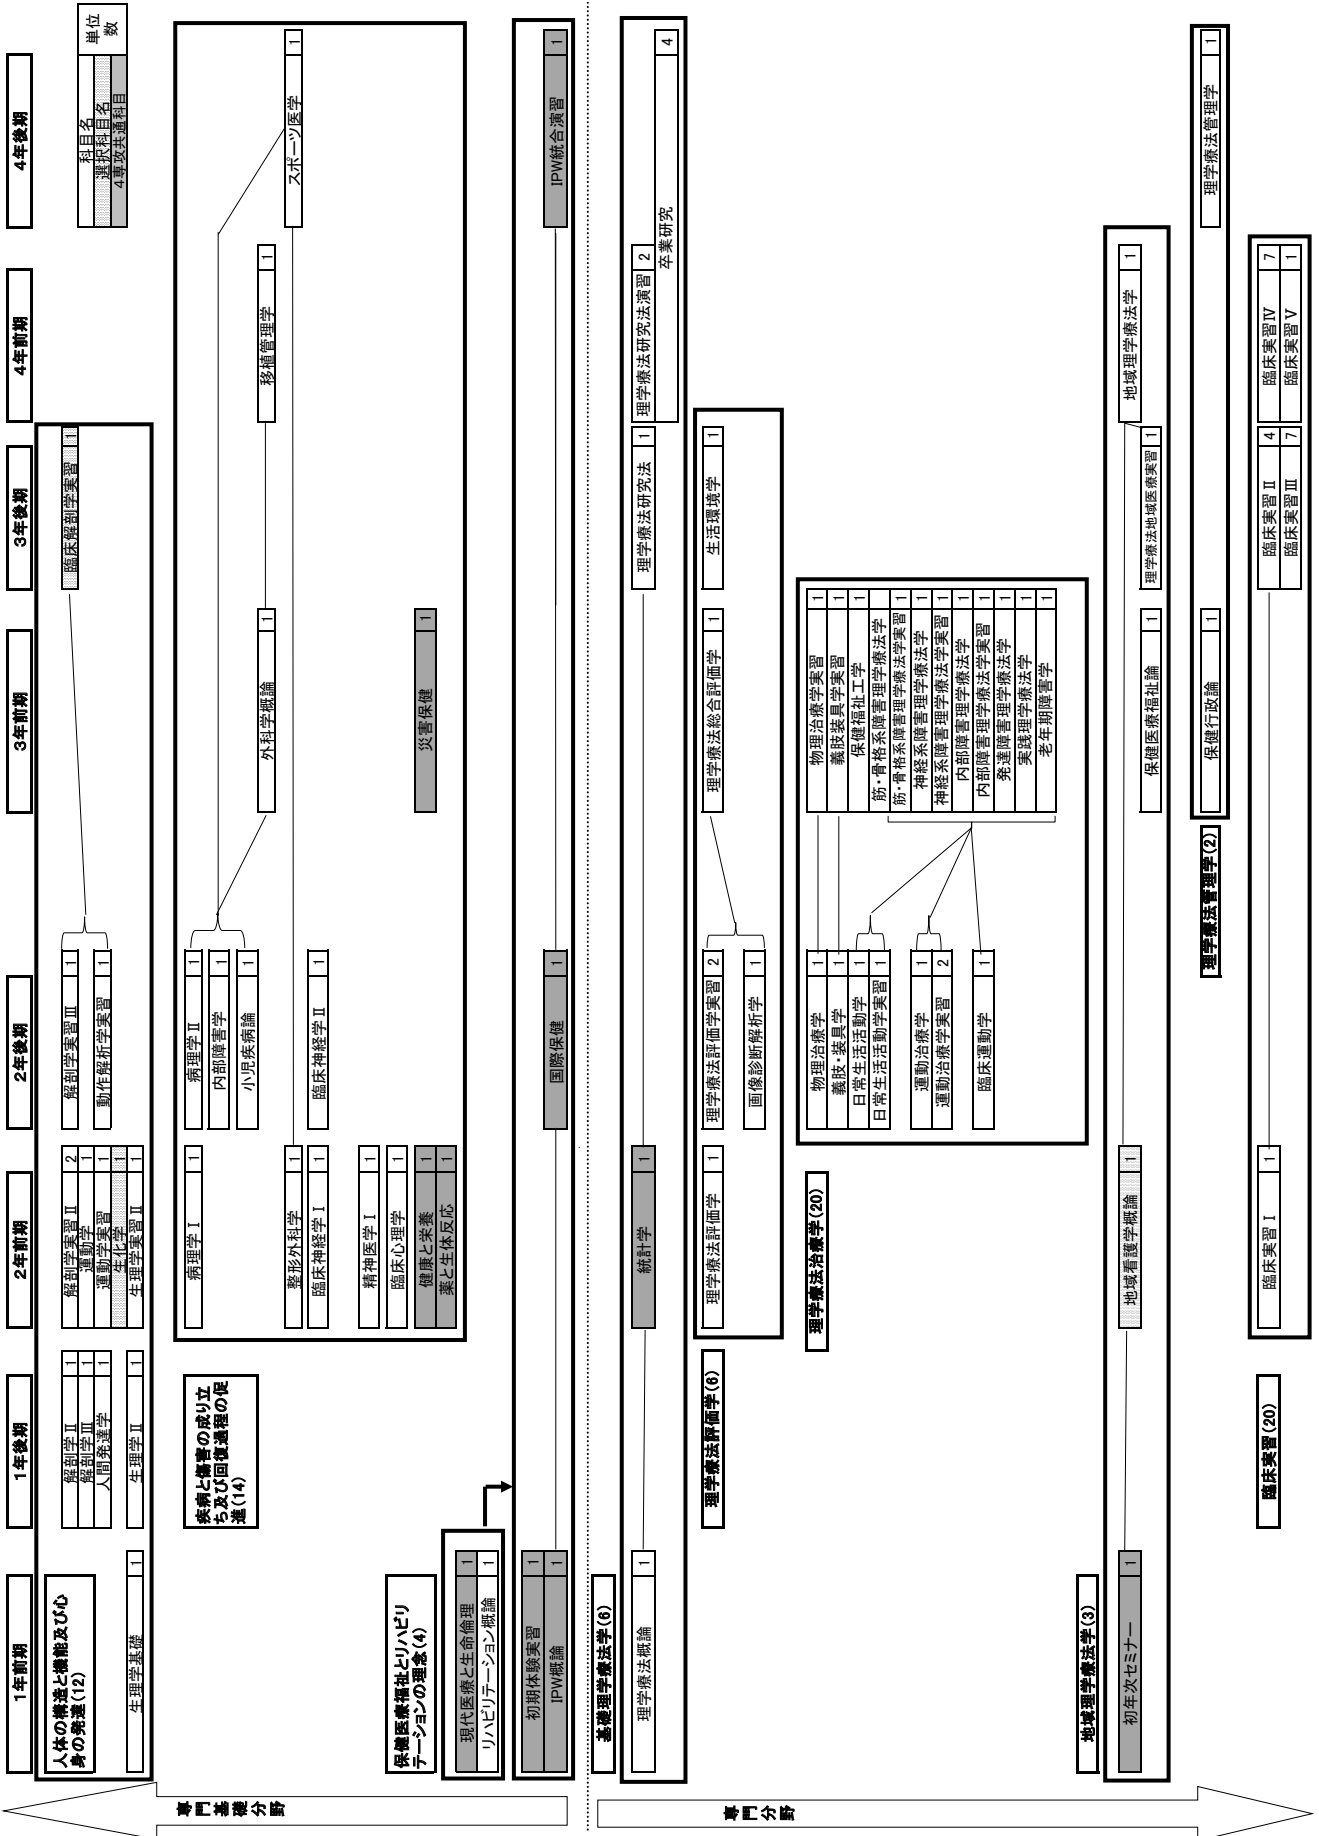 1年前期
1年後期
2年前期
2年後期
3年前期
3年後期
4年前期
4年後期
科目名
選択科目名
4専攻共通科目
単位
数
専門基礎分野
人体の構造と機能及び心
身の発達(12)
生理学基礎 1
解剖学Ⅱ 1
解剖学Ⅲ 1
人間発達学 1
生理学Ⅱ 1
解剖学実習Ⅱ 2
運動学 1
運動学実習 1
生化学 1
生理学実習Ⅱ 1
解剖学実習Ⅲ 1
動作解析学実習 1
臨床解剖学実習 1
疾病と傷害の成り立
ち及び回復過程の促
進(14)
病理学Ⅰ 1
整形外科学 1
臨床神経学Ⅰ 1
精神医学Ⅰ 1
臨床心理学 1
健康と栄養 1
薬と生体反応 1
病理学Ⅱ 1
内部障害学 1
小児疾病論 1
臨床神経学Ⅱ 1
外科学概論 1
災害保健 1
移植管理学 1
スポーツ医学 1
保健医療福祉とリハビリ
テーションの理念(4)
現代医療と生命倫理 1
リハビリテーション概論 1
初期体験実習 1
IPW概論 1
国際保健 1
IPW統合演習 1
専門分野
基礎理学療法学(6)
理学療法概論 1
統計学 1
理学療法研究法 1
理学療法研究法演習 2
卒業研究 4
理学療法評価学(6)
理学療法評価学 1
理学療法評価学実習 2
画像診断解析学 1
理学療法総合評価学 1
生活環境学 1
理学療法治療学(20)
物理治療学 1
義肢・装具学 1
日常生活活動学 1
日常生活活動学実習 1
運動治療学 1
運動治療学実習 2
臨床運動学 1
物理治療学実習 1
義肢装具学実習 1
保健福祉工学 1
筋・骨格系障害理学療法学
筋・骨格系障害理学療法学実習 1
神経系障害理学療法学 1
神経系障害理学療法学実習 1
内部障害理学療法学 1
内部障害理学療法学実習 1
発達障害理学療法学 1
実践理学療法学 1
老年期障害学 1
地域理学療法学(3)
初年次セミナー 1
地域看護学概論 1
保健医療福祉論 1
理学療法地域医療実習 1
地域理学療法学 1
理学療法管理学(2)
保健行政論 1
理学療法管理学 1
臨床実習(20)
臨床実習Ⅰ 1
臨床実習Ⅱ 4
臨床実習Ⅲ 7
臨床実習Ⅳ 7
臨床実習Ⅴ 1